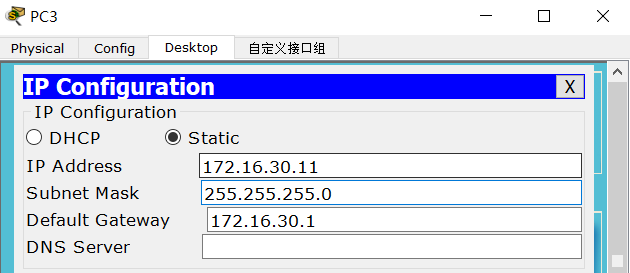 PC3
Physical Config Desktop 自定义接口组
IP Configuration X
IP Configuration
DHCP Static
IP Address 172.16.30.11
Subnet Mask 255.255.255.0
Default Gateway 172.16.30.1
DNS Server